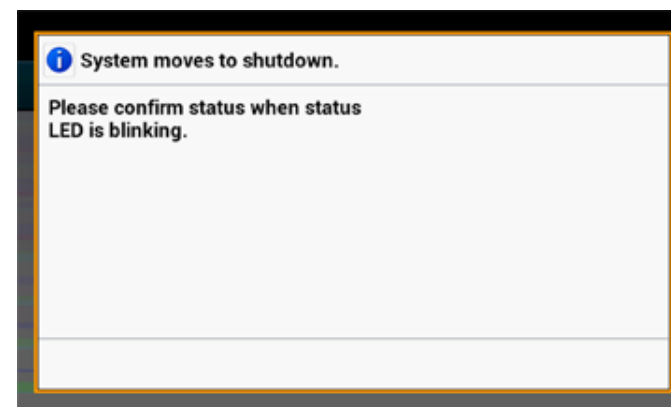 System moves to shutdown.
Please confirm status when status
LED is blinking.